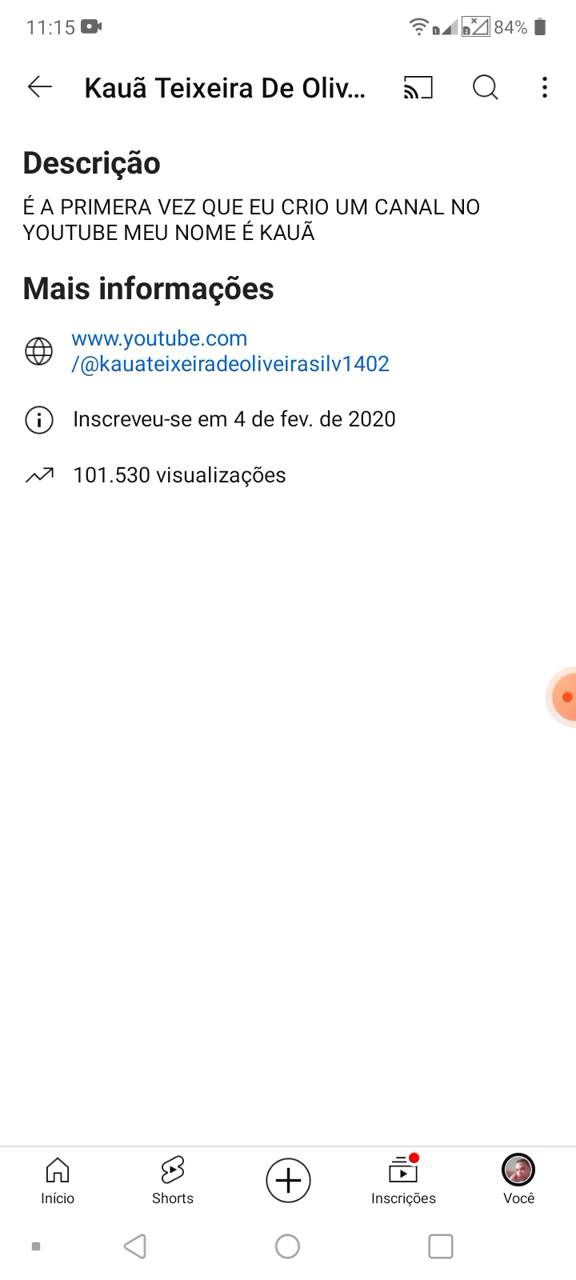 11:15
84%
Kauã Teixeira De Oliv...
Descrição
É A PRIMERA VEZ QUE EU CRIO UM CANAL NO
YOUTUBE MEU NOME É KAUÃ
Mais informações
www.youtube.com
/@kauateixeiradeoliveirasilv1402
Inscreveu-se em 4 de fev. de 2020
101.530 visualizações
Início
Shorts
Inscrições
Você